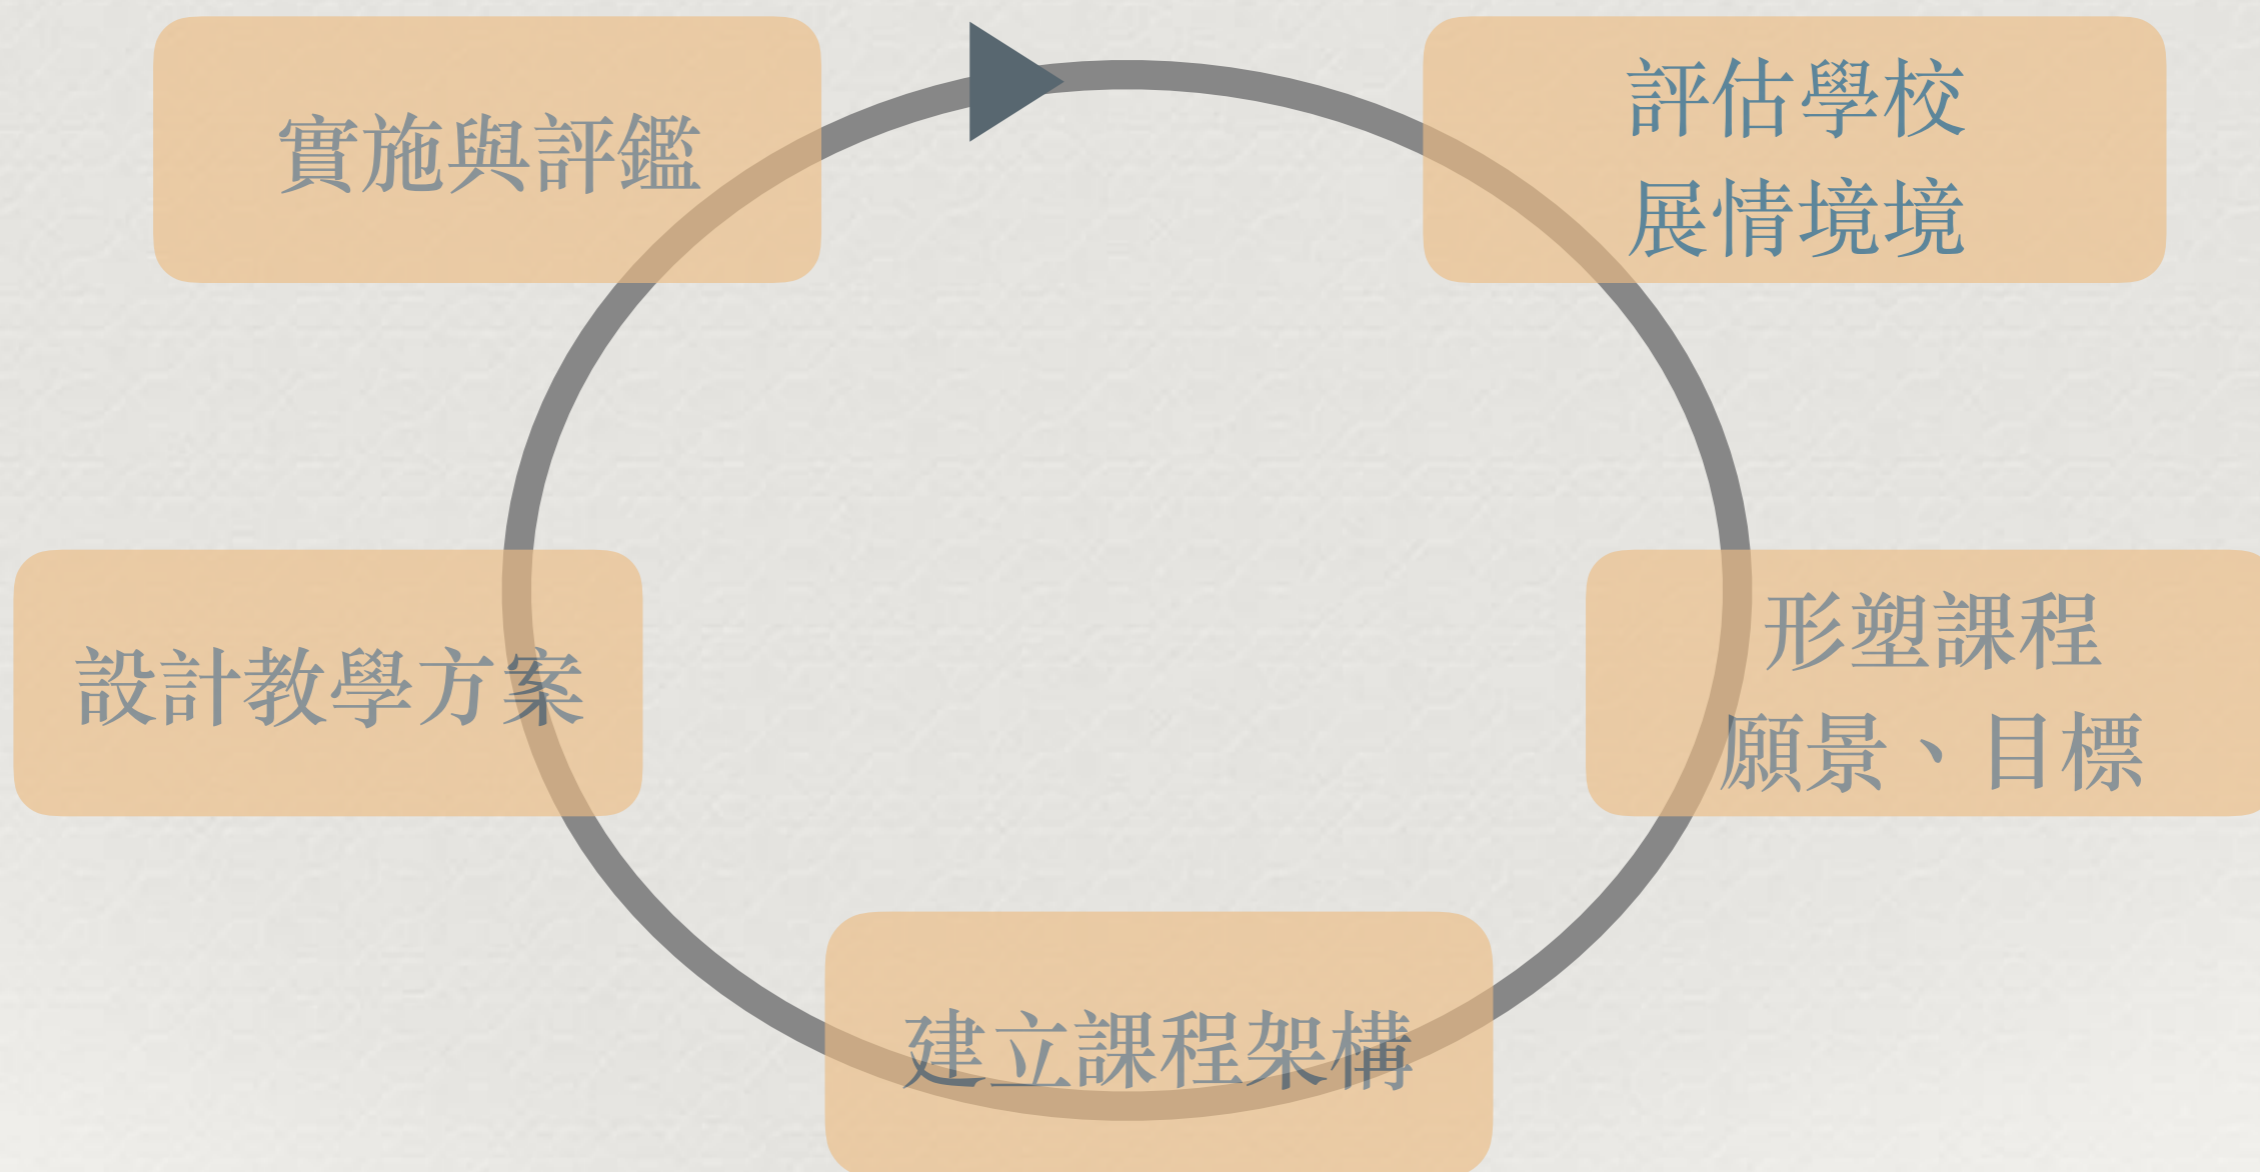 實施與評鑑
評估學校
展情境境
設計教學方案
形塑課程
願景、目標
建立課程架構